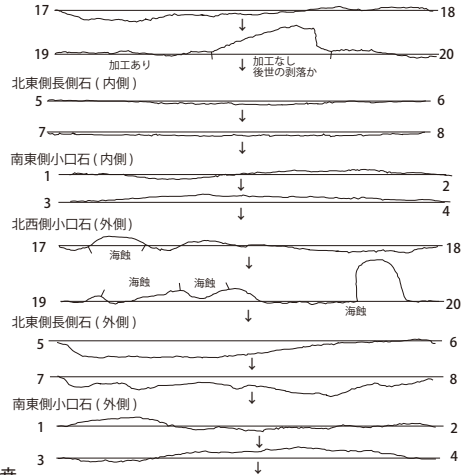 17 18
↓
19 20
加工あり ↓ 加工なし
後世の剥落か
北東側長側石 ( 内側 )
5 6
↓
7 8
↓
南東側小口石 ( 内側 )
1 2
↓
3 4
↓
北西側小口石 ( 外側 )
17 18
海蝕
↓
海蝕 海蝕
19 20
海蝕
↓
北東側長側石 ( 外側 )
5 6
↓
7 8
↓
南東側小口石 ( 外側 )
1 2
↓
3 4
↓